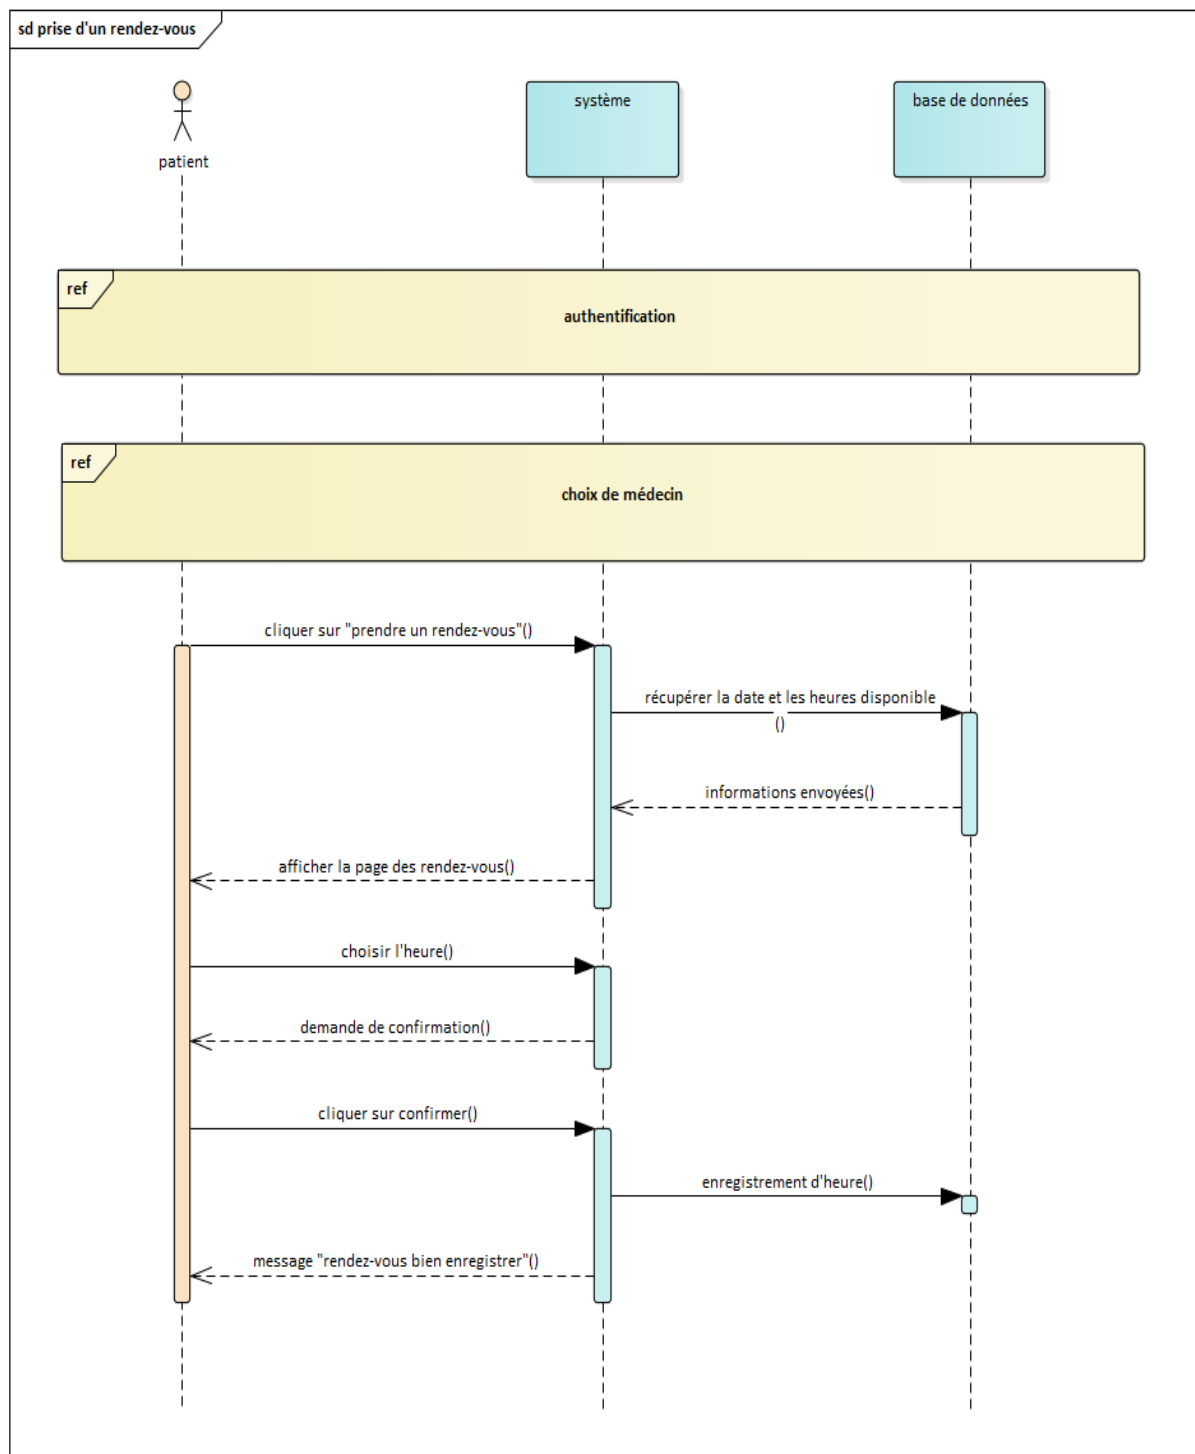 sd prise d'un rendez-vous
patient
système
base de données
ref
authentification
ref
choix de médecin
cliquer sur "prendre un rendez-vous"()
récupérer la date et les heures disponible
()
informations envoyées()
afficher la page des rendez-vous()
choisir l'heure()
demande de confirmation()
cliquer sur confirmer()
enregistrement d'heure()
message "rendez-vous bien enregistrer"()